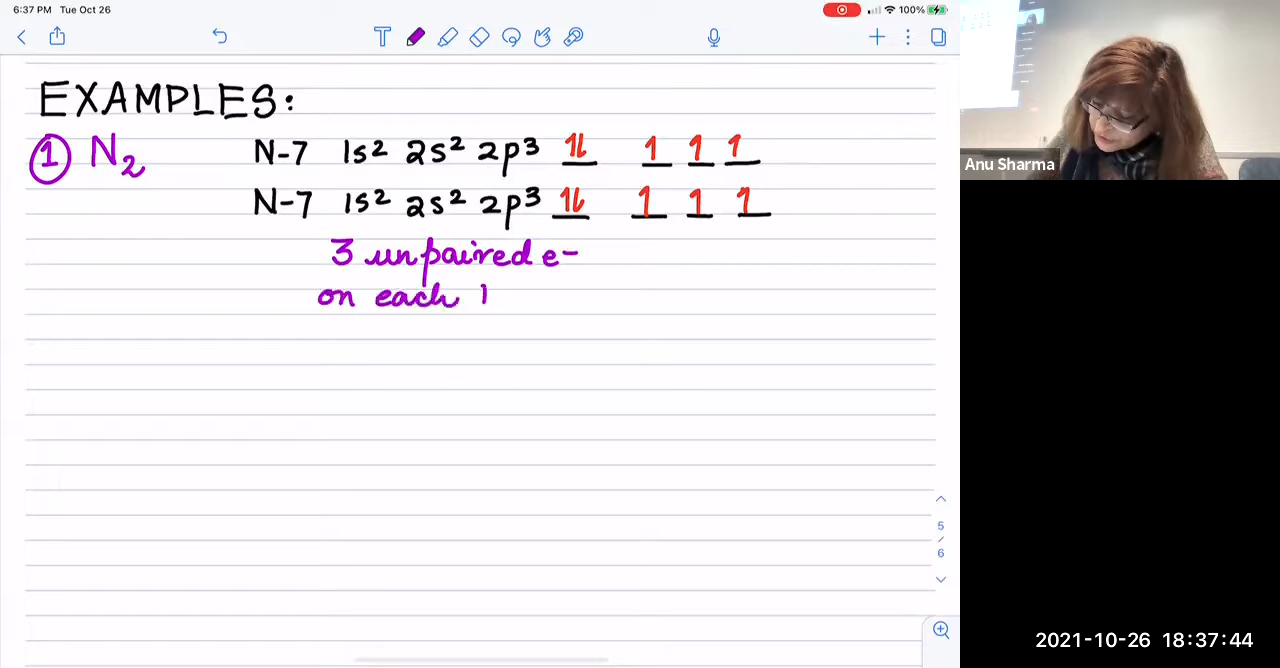 6:37 PM Tue Oct 26
100%
EXAMPLES:
① N₂ N-7 1s² 2s² 2p³ 1l 1 1 1
N-7 1s² 2s² 2p³ 1l 1 1 1
3 unpaired e-
on each
5
/
6
Anu Sharma
2021-10-26 18:37:44